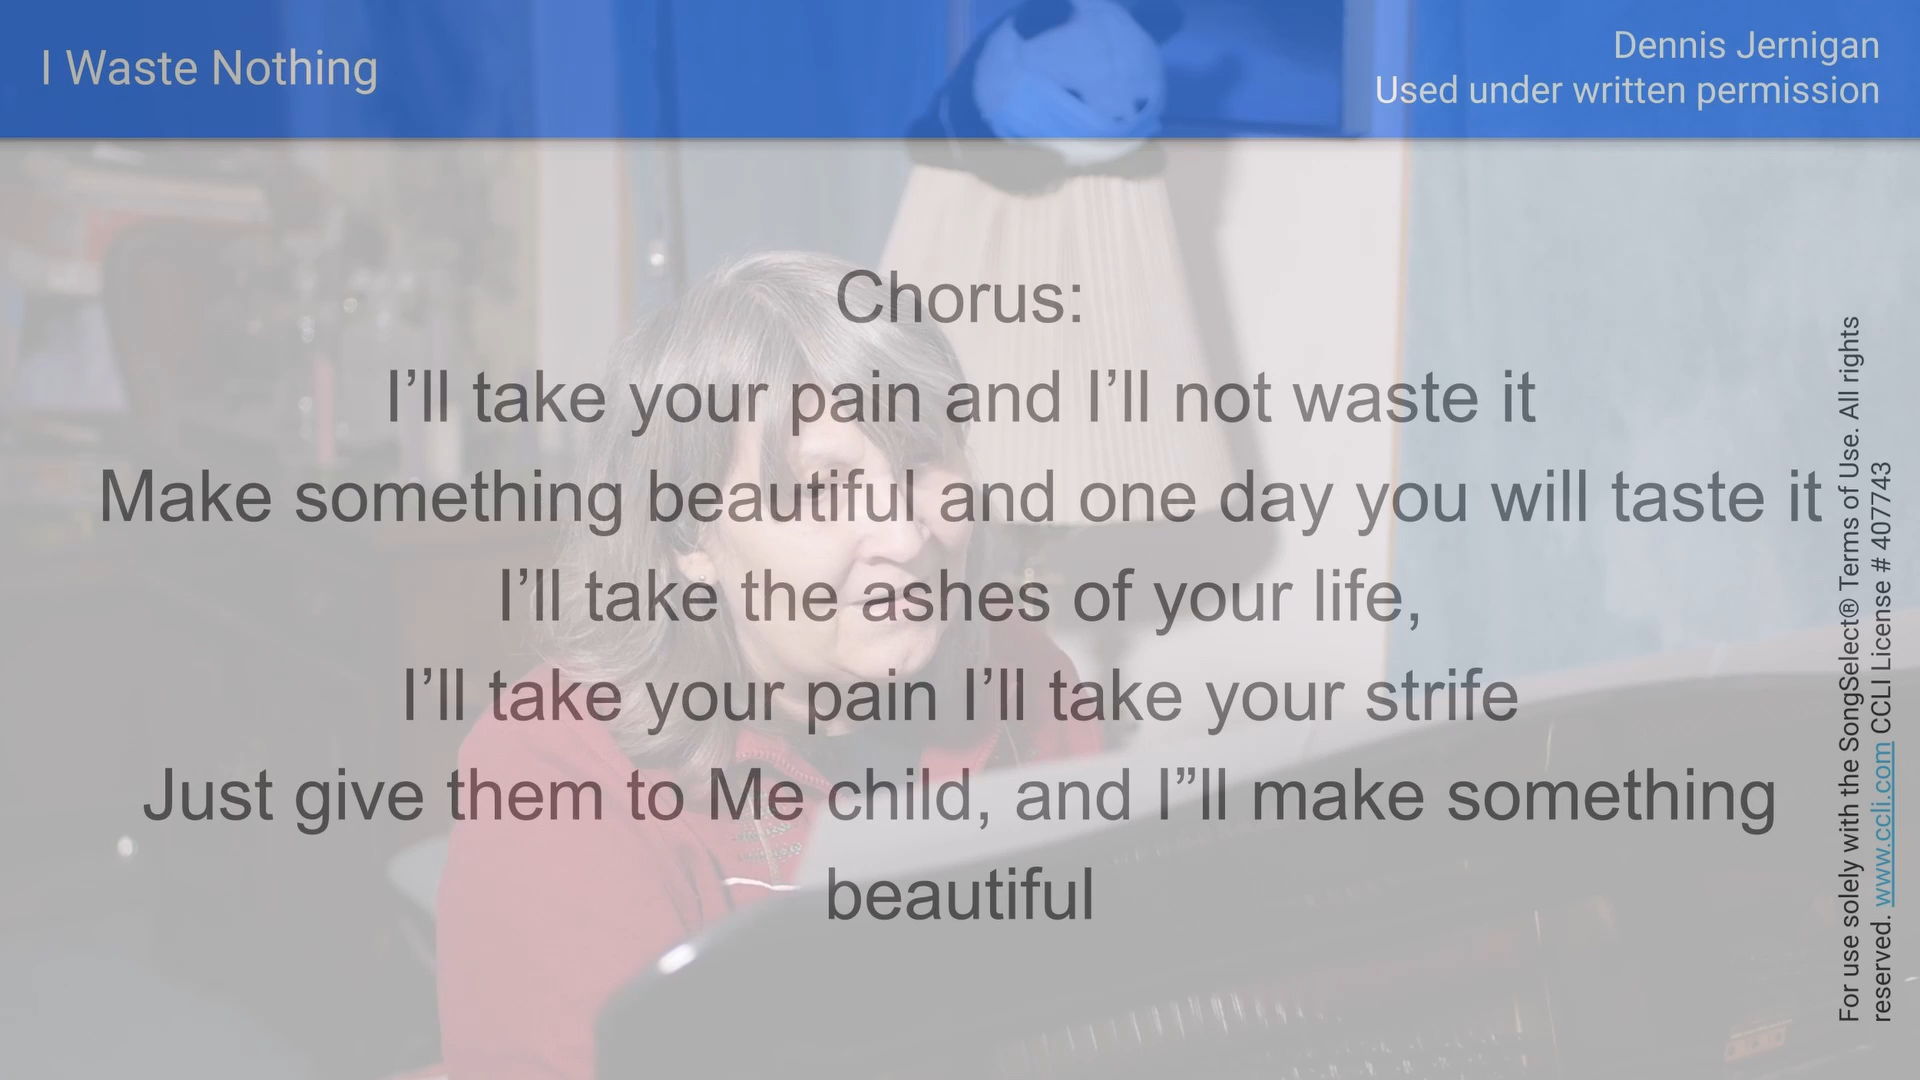 I Waste Nothing
Dennis Jernigan
Used under written permission
Chorus:
I’ll take your pain and I’ll not waste it
Make something beautiful and one day you will taste it
I’ll take the ashes of your life,
I’ll take your pain I’ll take your strife
Just give them to Me child, and I”ll make something
beautiful
For use solely with the SongSelect® Terms of Use. All rights
reserved. www.ccli.com CCLI License # 407743